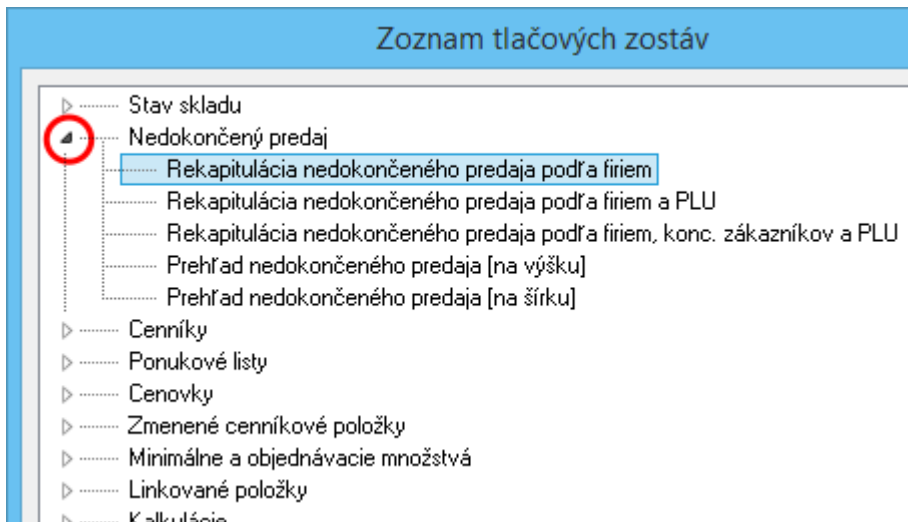 Zoznam tlačových zostáv
Stav skladu
Nedokončený predaj
Rekapitulácia nedokončeného predaja podľa firiem
Rekapitulácia nedokončeného predaja podľa firiem a PLU
Rekapitulácia nedokončeného predaja podľa firiem, konc. zákazníkov a PLU
Prehľad nedokončeného predaja [na výšku]
Prehľad nedokončeného predaja [na šírku]
Cenníky
Ponukové listy
Cenovky
Zmenené cenníkové položky
Minimálne a objednávacie množstvá
Linkované položky
Kalkulácie